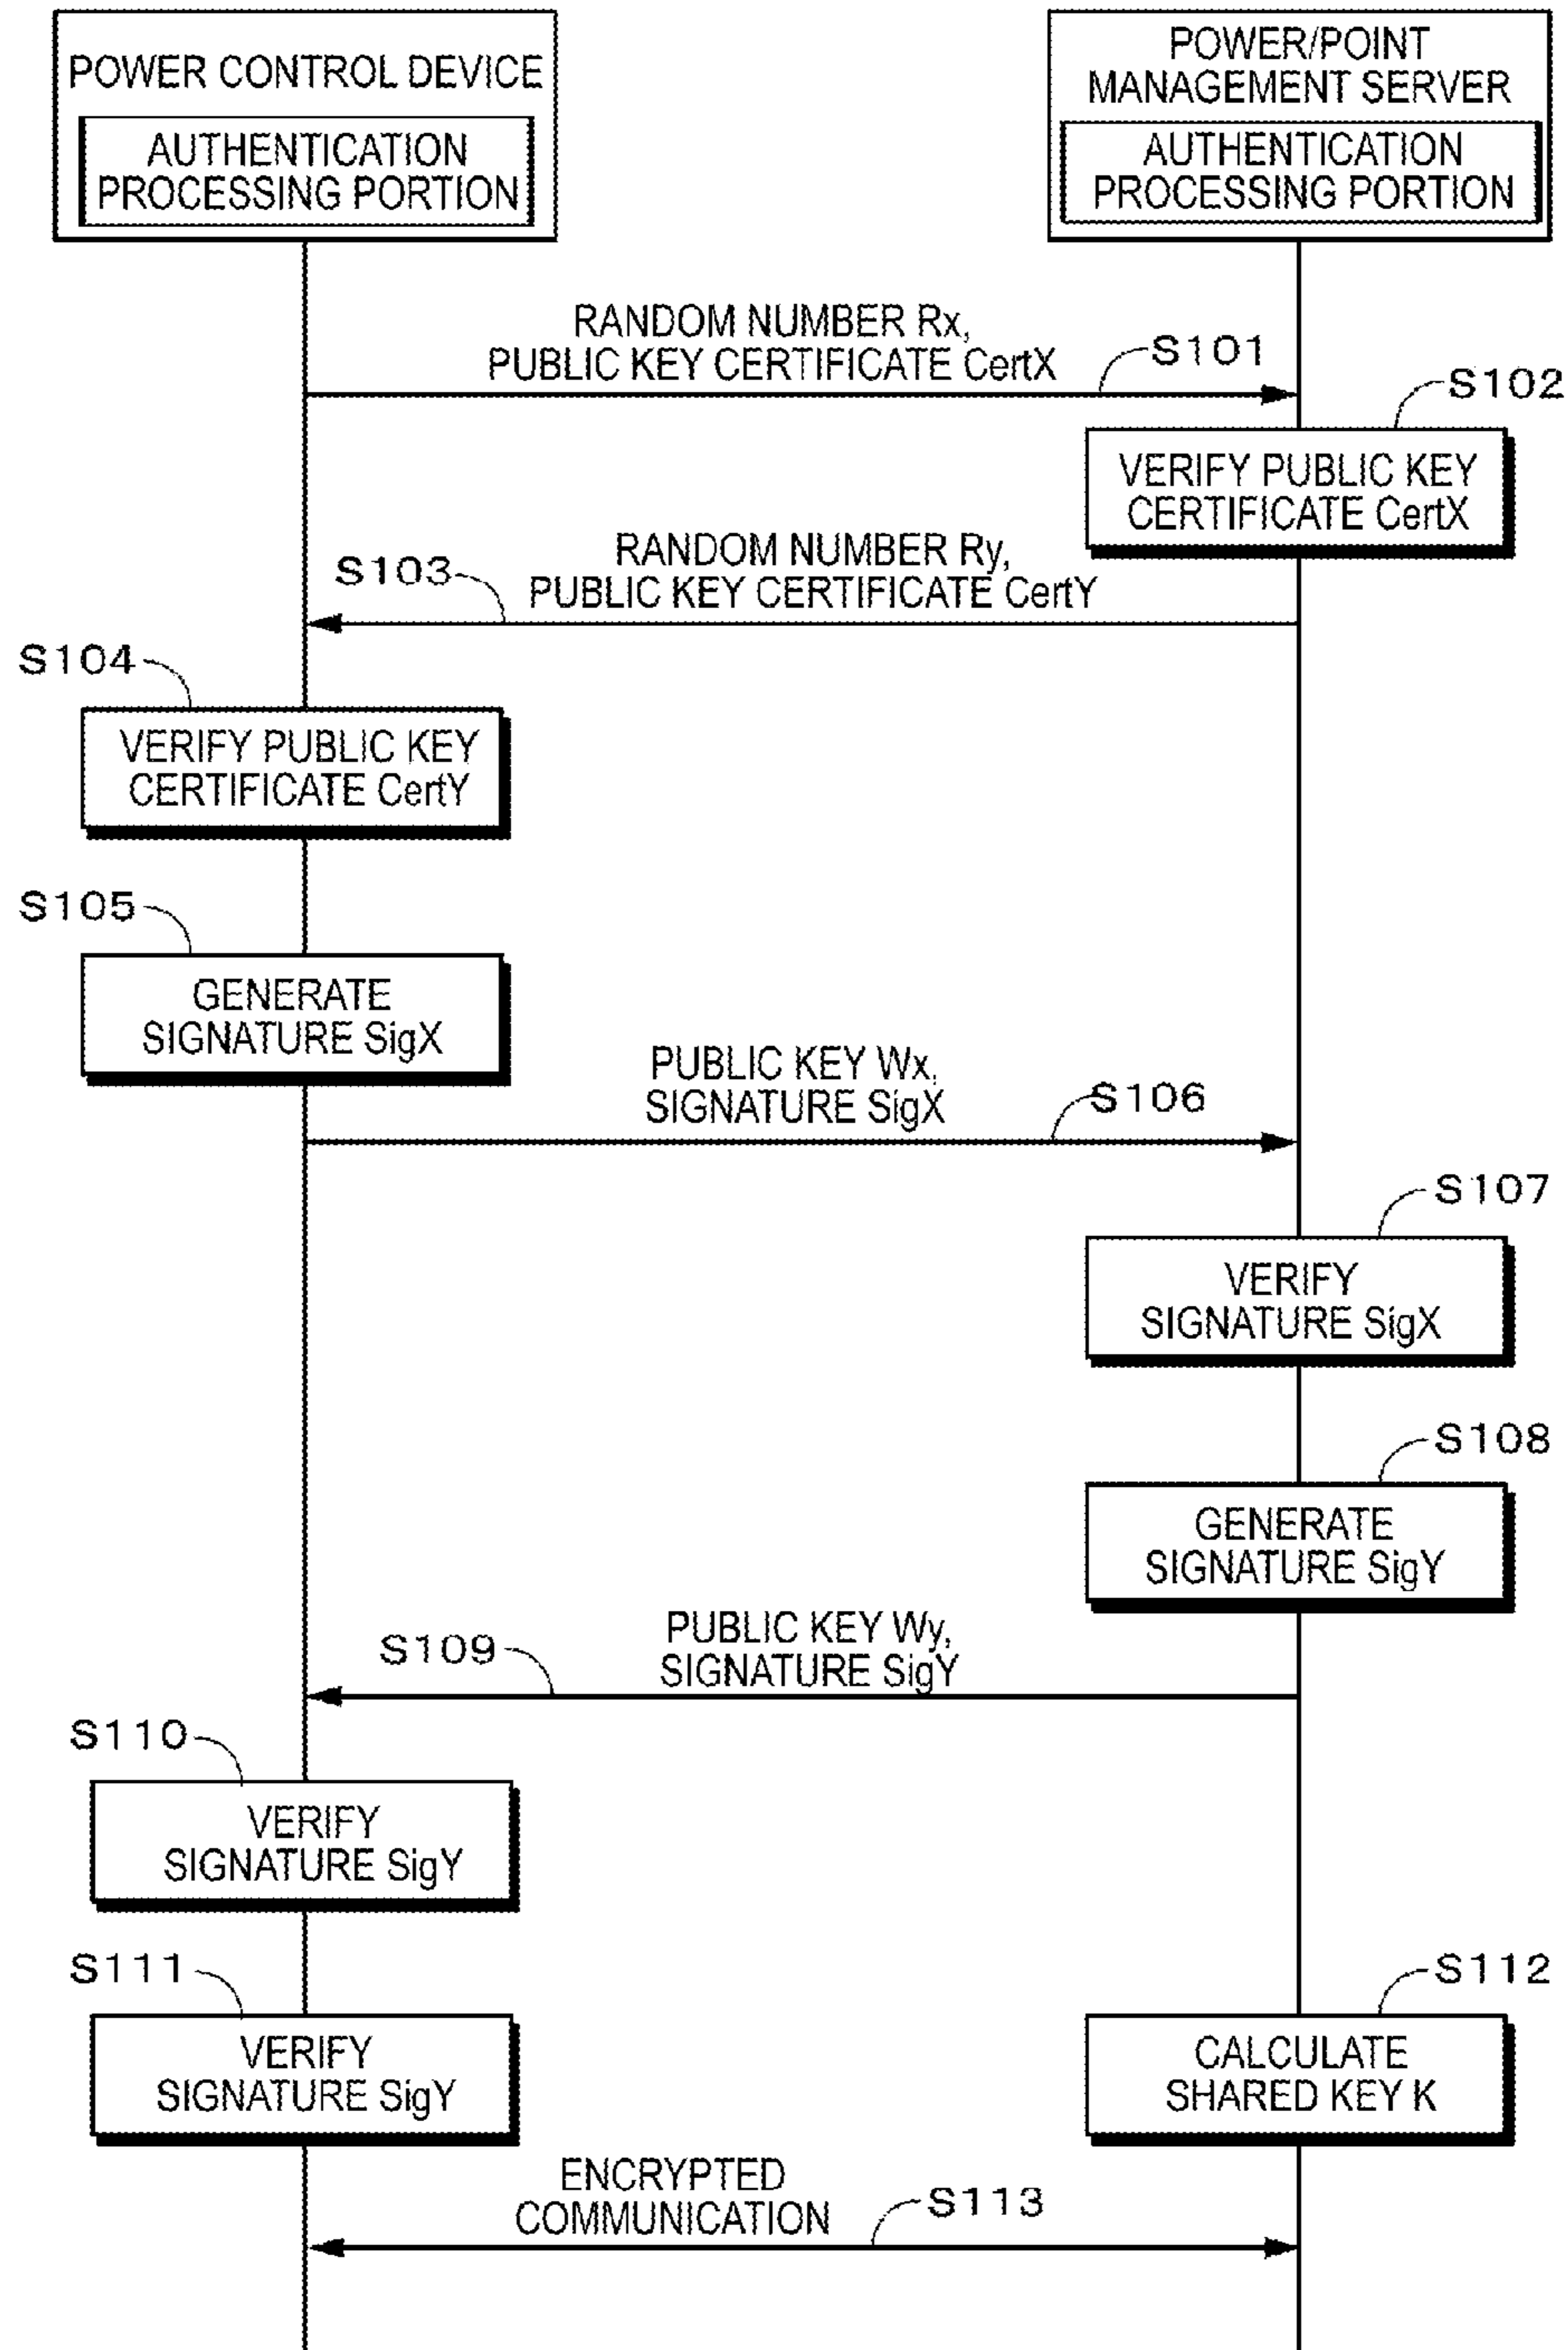 POWER CONTROL DEVICE
AUTHENTICATION
PROCESSING PORTION
POWER/POINT
MANAGEMENT SERVER
AUTHENTICATION
PROCESSING PORTION
RANDOM NUMBER Rx,
PUBLIC KEY CERTIFICATE CertX
S101
S102
VERIFY PUBLIC KEY
CERTIFICATE CertX
RANDOM NUMBER Ry,
PUBLIC KEY CERTIFICATE CertY
S103
S104
VERIFY PUBLIC KEY
CERTIFICATE CertY
S105
GENERATE
SIGNATURE SigX
PUBLIC KEY Wx,
SIGNATURE SigX
S106
S107
VERIFY
SIGNATURE SigX
S108
GENERATE
SIGNATURE SigY
PUBLIC KEY Wy,
SIGNATURE SigY
S109
S110
VERIFY
SIGNATURE SigY
S111
VERIFY
SIGNATURE SigY
S112
CALCULATE
SHARED KEY K
ENCRYPTED
COMMUNICATION
S113